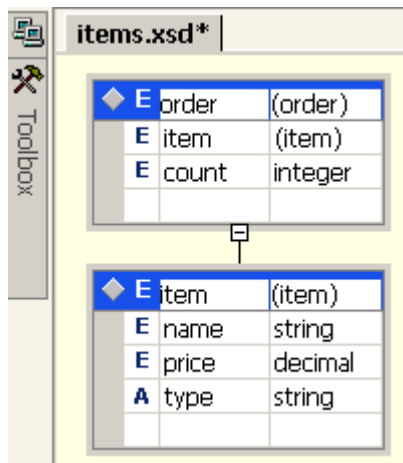 items.xsd*
Toolbox
E order (order)
E item (item)
E count integer
E item (item)
E name string
E price decimal
A type string